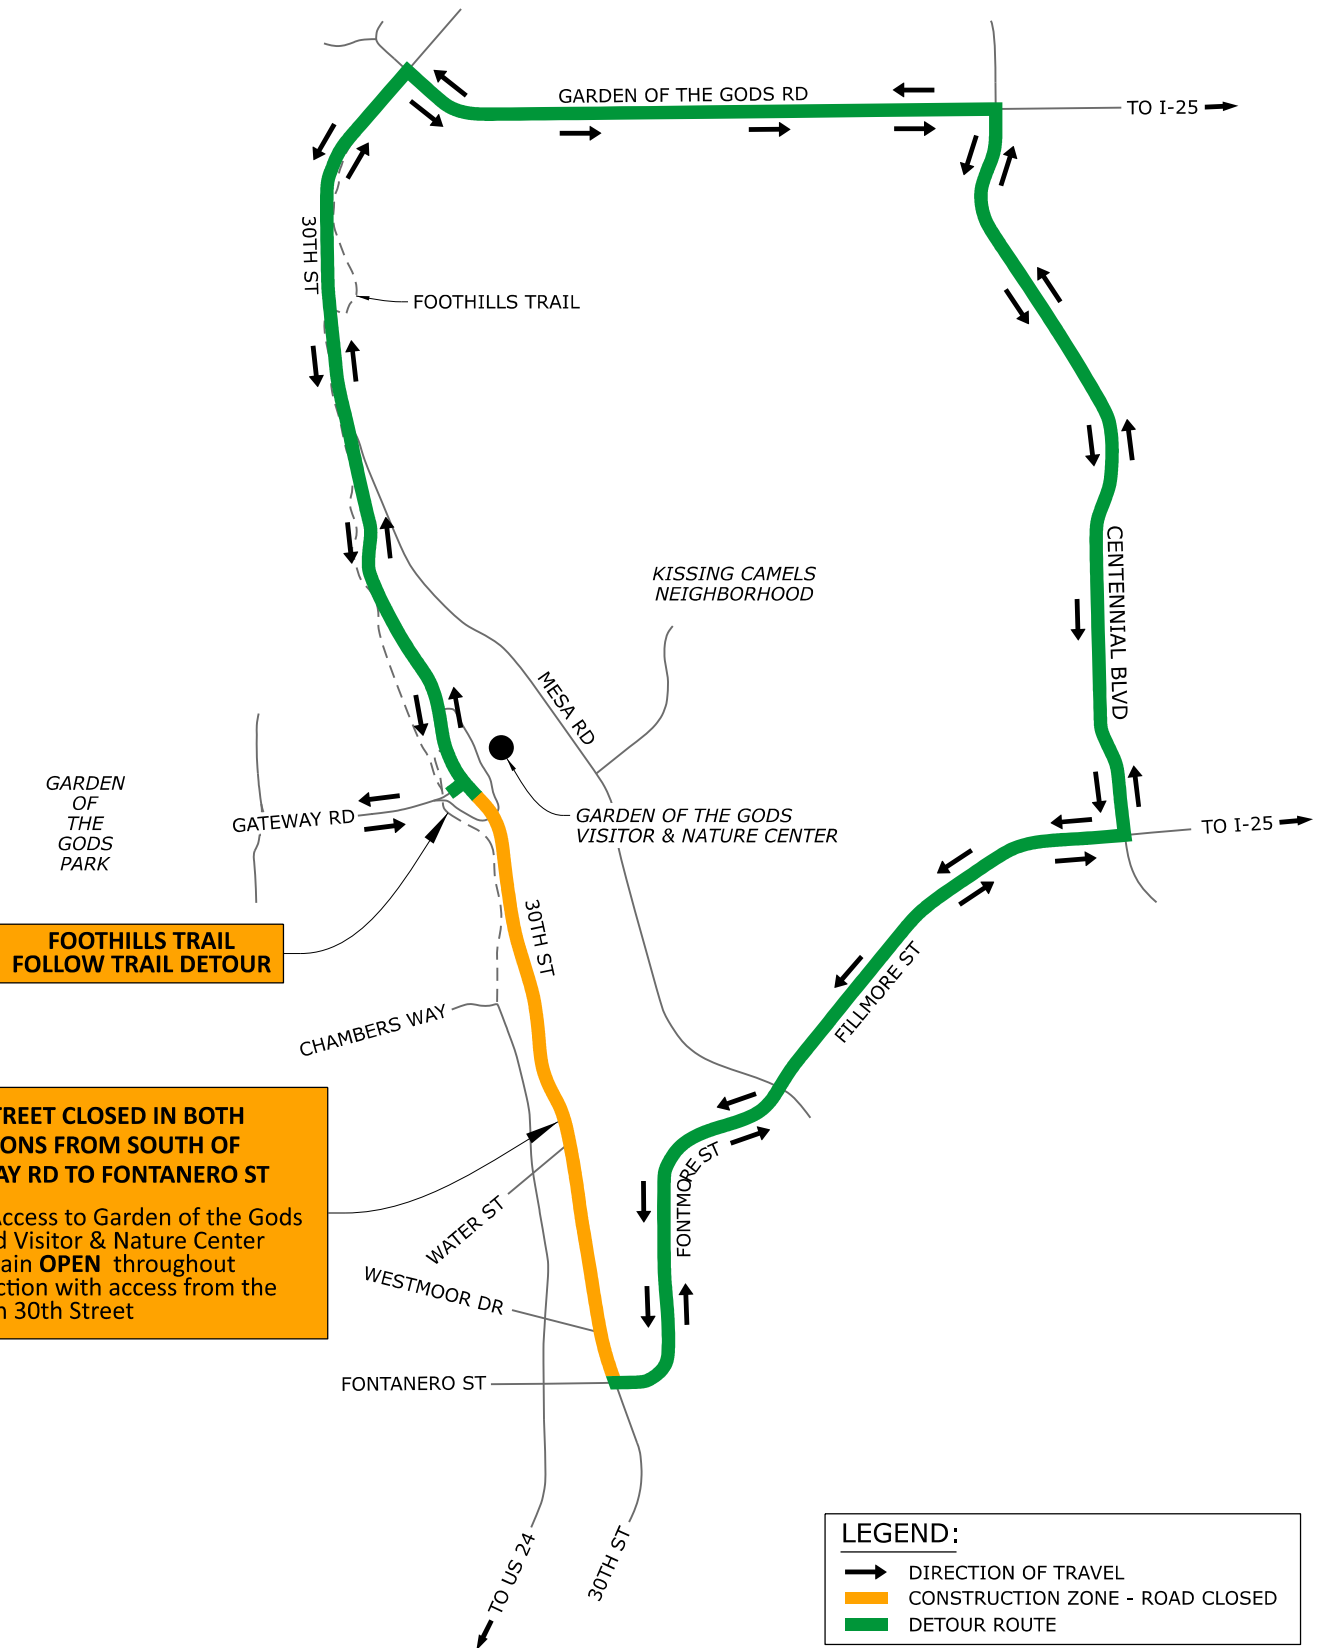 GARDEN OF THE GODS RD
TO I-25
30TH ST
FOOTHILLS TRAIL
KISSING CAMELS
NEIGHBORHOOD
CENTENNIAL BLVD
MESA RD
GARDEN
OF
THE
GODS
PARK
GATEWAY RD
GARDEN OF THE GODS
VISITOR & NATURE CENTER
TO I-25
30TH ST
FOOTHILLS TRAIL
FOLLOW TRAIL DETOUR
FILLMORE ST
CHAMBERS WAY
TREET CLOSED IN BOTH
ONS FROM SOUTH OF
AY RD TO FONTANERO ST
Access to Garden of the Gods
d Visitor & Nature Center
ain OPEN throughout
ction with access from the
n 30th Street
FONTMORE ST
WATER ST
WESTMOOR DR
FONTANERO ST
TO US 24
30TH ST
LEGEND:
DIRECTION OF TRAVEL
CONSTRUCTION ZONE - ROAD CLOSED
DETOUR ROUTE